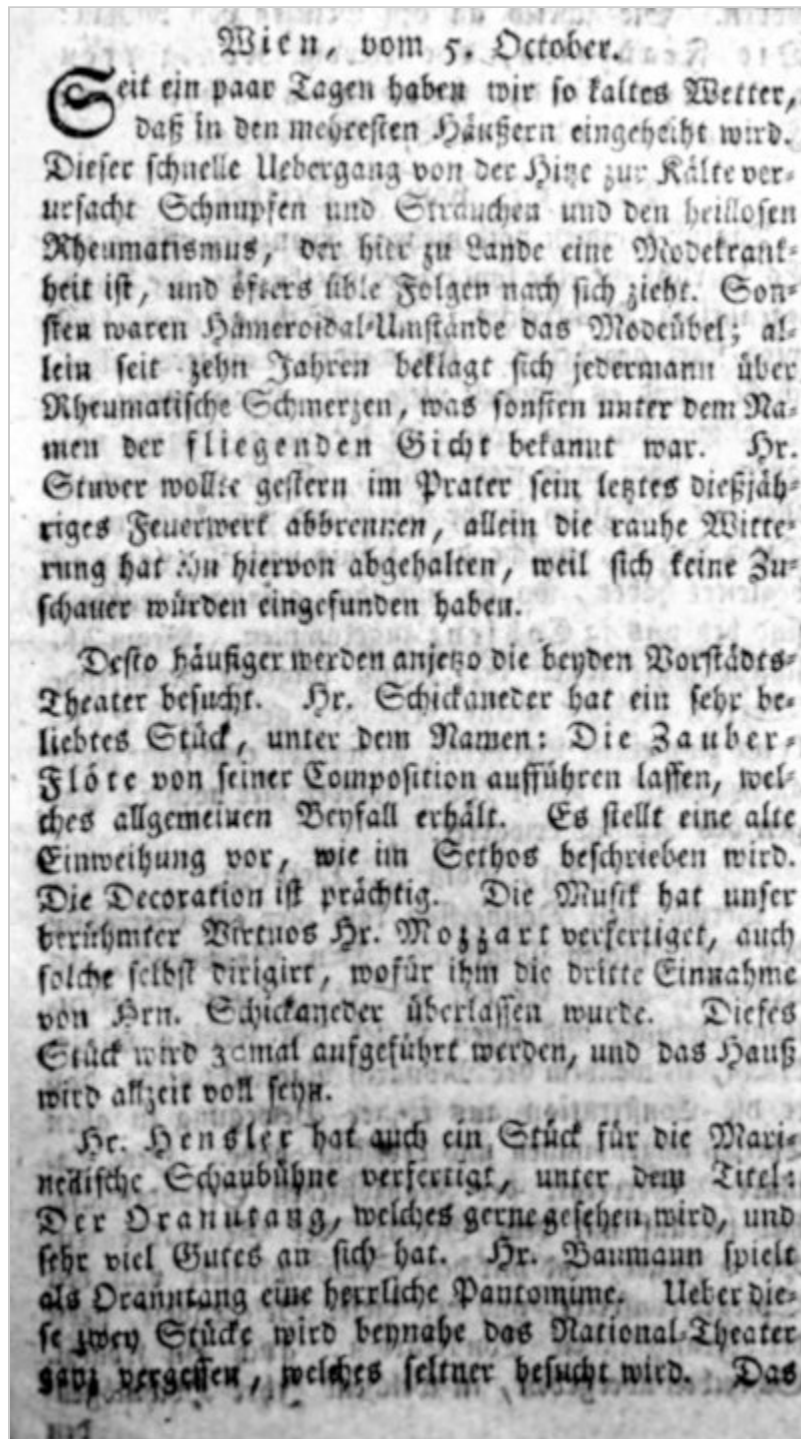 Wien, vom 5. October.
Seit ein paar Tagen haben wir so kaltes Wetter,
daß in den mehresten Häußern eingeheiht wird.
Dieser schnelle Uebergang von der Hitze zur Kälte ver-
ursacht Schnupfen und Strauchen und den heillosen
Rheumatismus, der hier zu Lande eine Modekrank-
heit ist, und öfters üble Folgen nach sich zieht. Son-
sten waren Hämeroidal-Umstände das Modeübel; al-
lein seit zehn Jahren beklagt sich jedermann über
Rheumatische Schmerzen, was sonsten unter dem Na-
men der fliegenden Gicht bekannt war. Hr.
Stuver wollte gestern im Prater sein letztes dießjäh-
riges Feuerwerk abbrennen, allein die rauhe Witte-
rung hat ihn hiervon abgehalten, weil sich keine Zu-
schauer würden eingefunden haben.
Desto häufiger werden anjetzo die beyden Vorstädts-
Theater besucht. Hr. Schickaneder hat ein sehr be-
liebtes Stück, unter dem Namen: Die Zauber-
Flöte von seiner Composition aufführen lassen, wel-
ches allgemeinen Beyfall erhält. Es stellt eine alte
Einweihung vor, wie im Sethos beschrieben wird.
Die Decoration ist prächtig. Die Musik hat unser
berühmter Virtuos Hr. Mozzart verfertiget, auch
solche selbst dirigirt, wofür ihm die dritte Einnahme
von Hrn. Schickaneder überlassen wurde. Dieses
Stück wird 30mal aufgeführt werden, und das Hauß
wird allzeit voll seyn.
Hr. Hensler hat auch ein Stück für die Mari-
nellische Schaubühne verfertigt, unter dem Titel:
Der Oranutang, welches gerne gesehen wird, und
sehr viel Gutes an sich hat. Hr. Baumann spielt
als Oranutang eine herrliche Pantomime. Ueber die-
se zwey Stücke wird beynahe das National-Theater
ganz vergessen, welches seltner besucht wird. Das